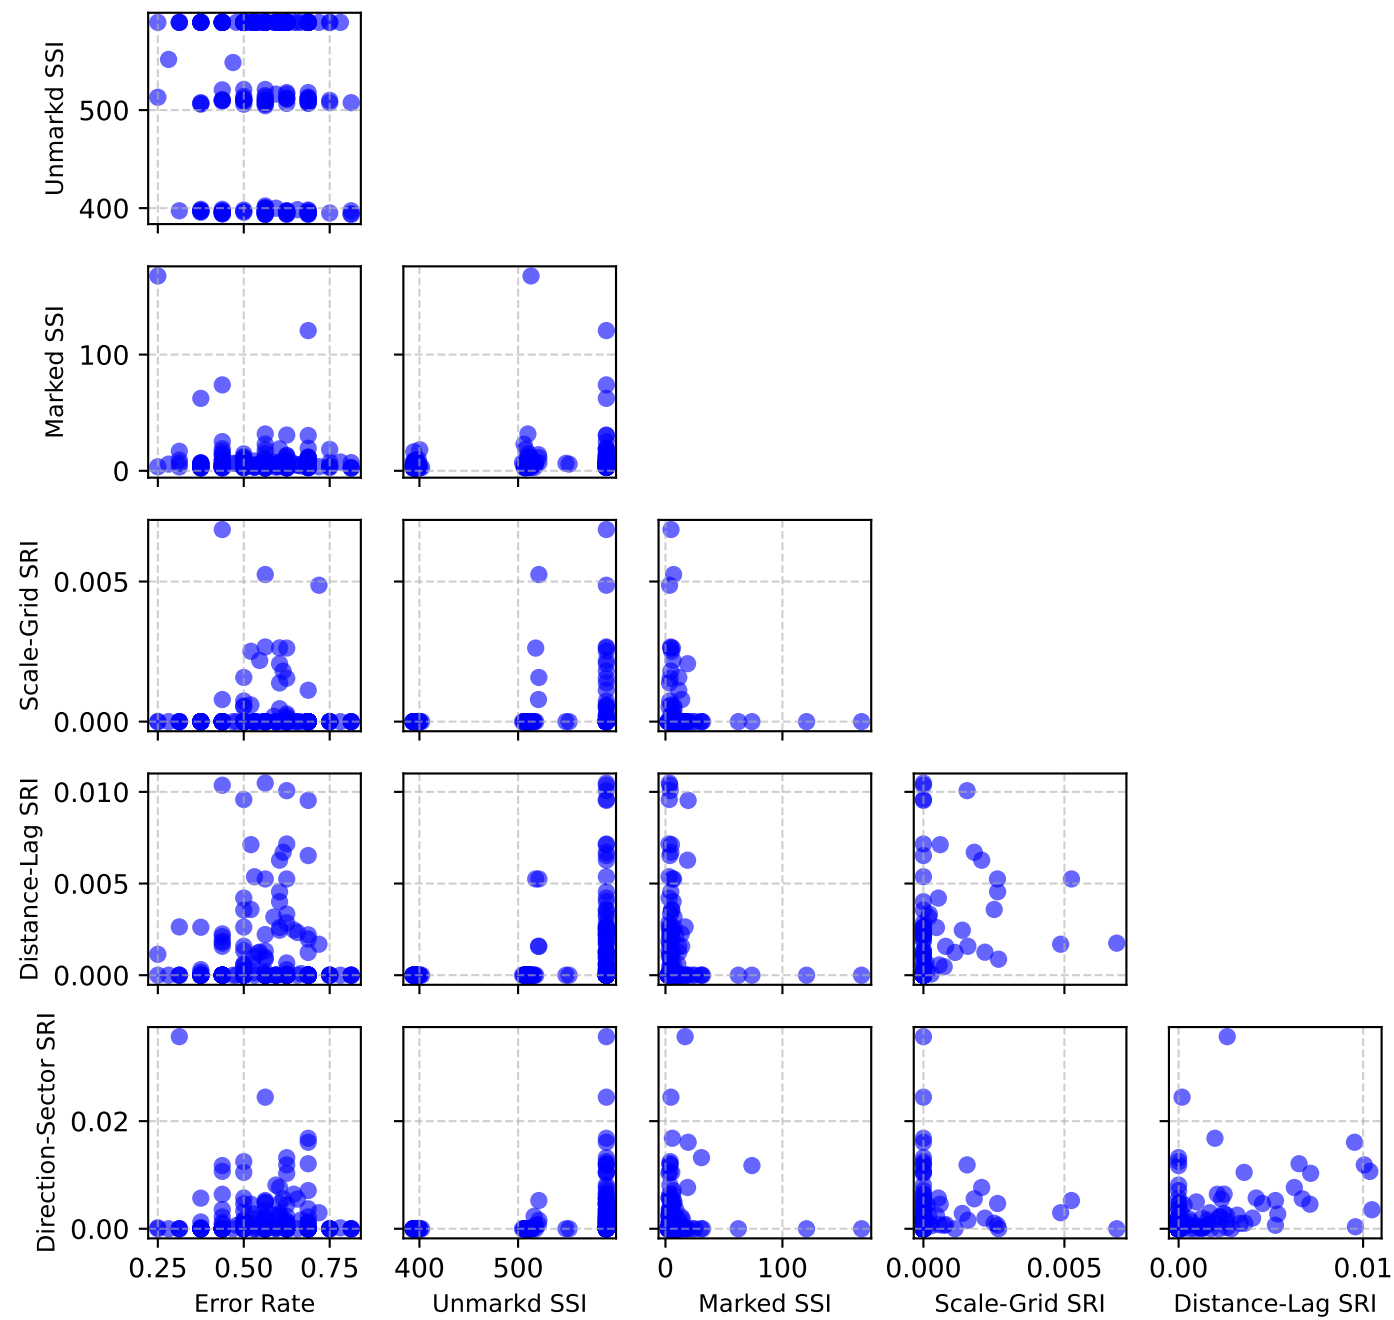 Unmarkd SSI
500
400
Marked SSI
100
0
Scale-Grid SRI
0.005
0.000
Distance-Lag SRI
0.010
0.005
0.000
Direction-Sector SRI
0.02
0.00
0.25 0.50 0.75
400 500
0 100
0.000 0.005
0.00 0.01
Error Rate
Unmarkd SSI
Marked SSI
Scale-Grid SRI
Distance-Lag SRI